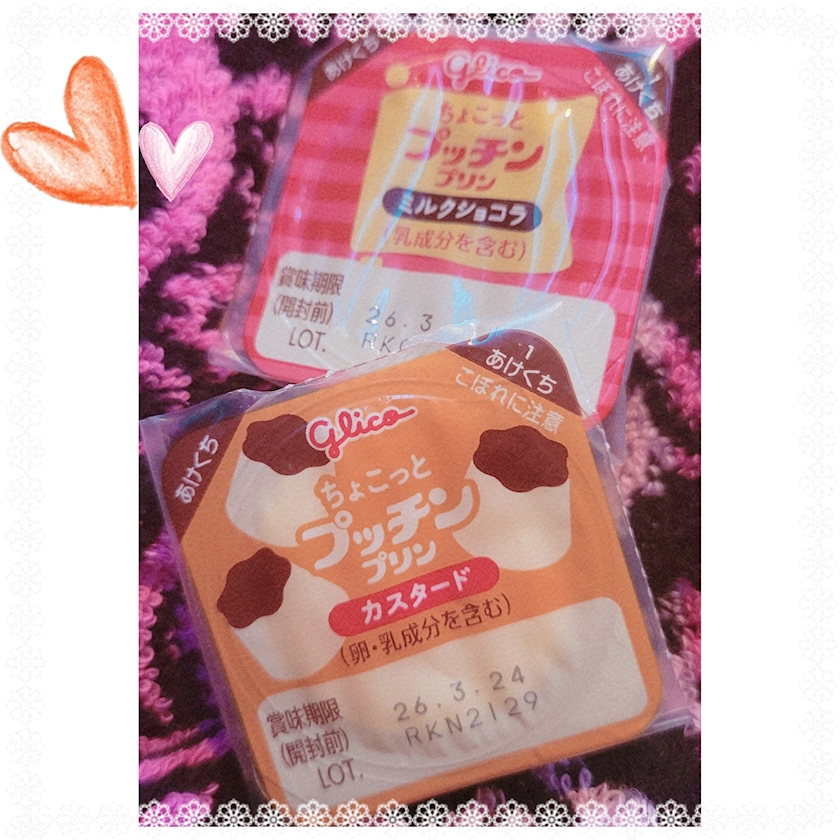 あけくち
Glico
1
あけくち
こぼれに注意
ちょこっと
プッチン
プリン
ミルクショコラ
(乳成分を含む)
賞味期限
(開封前)
LOT.
26.3
あけくち
Glico
1
あけくち
こぼれに注意
ちょこっと
プッチン
プリン
カスタード
(卵・乳成分を含む)
賞味期限
(開封前)
LOT.
26.3.24
RKN2129